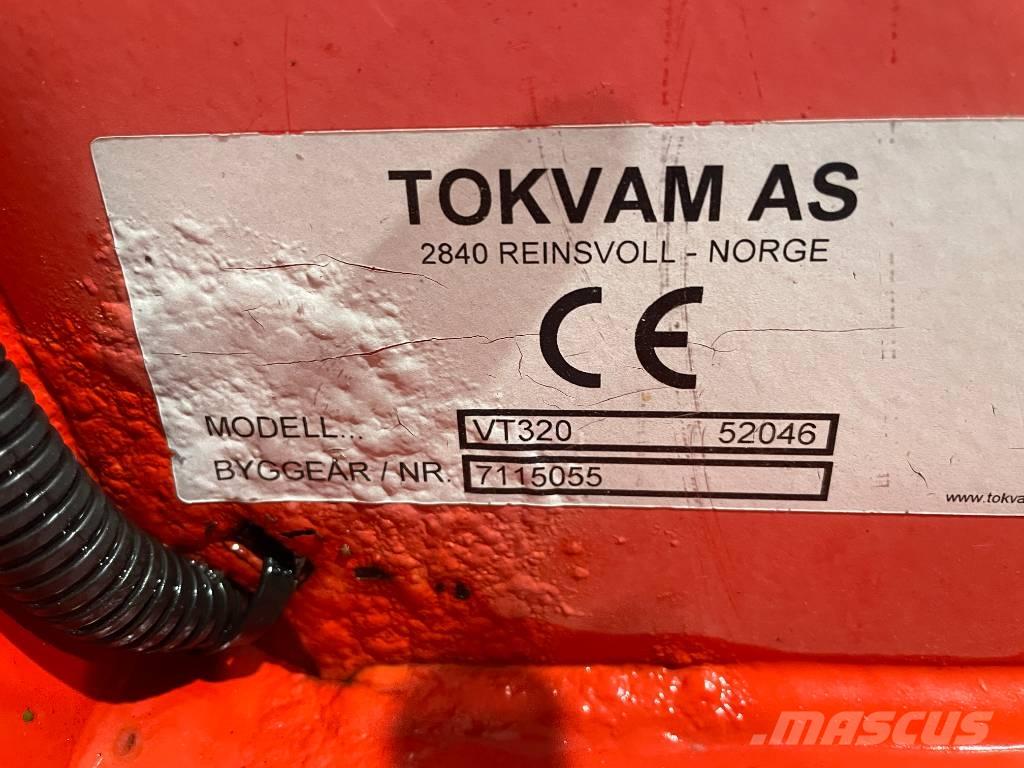 TOKVAM AS
2840 REINSVOLL - NORGE
CE
MODELL... VT320 52046
BYGGEÅR / NR. 7115055
www.tokva
MASCUS